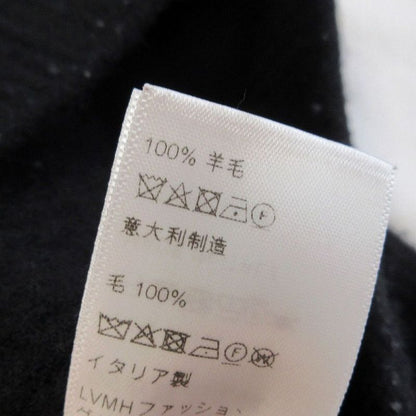 100% 羊毛
F
意大利制造
毛 100%
イタリア製
LVMHファッション